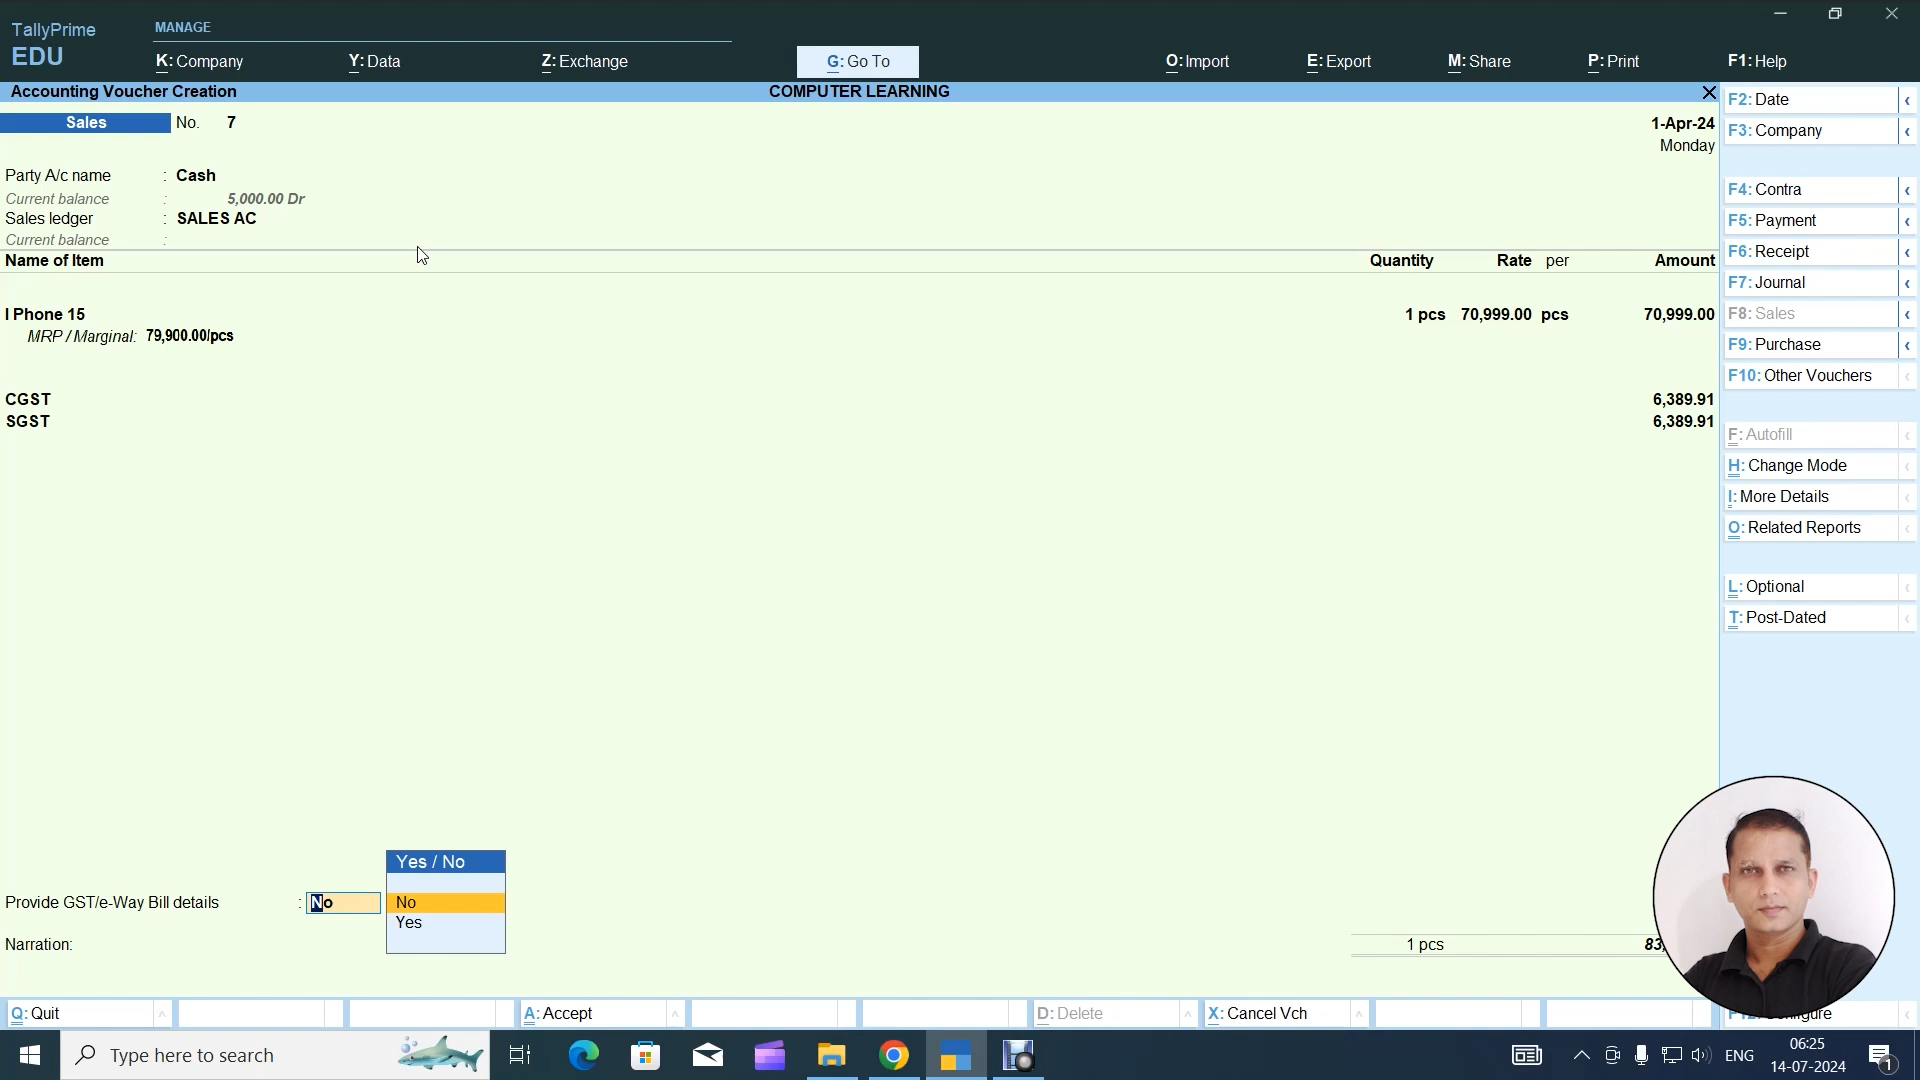 TallyPrime
EDU
MANAGE
K: Company
Y: Data
Z: Exchange
G: Go To
O: Import
E: Export
M: Share
P: Print
F1: Help
Accounting Voucher Creation
COMPUTER LEARNING
Sales No. 7
1-Apr-24
Monday
Party A/c name : Cash
Current balance : 5,000.00 Dr
Sales ledger : SALES AC
Current balance :
Name of Item Quantity Rate per Amount
I Phone 15 1 pcs 70,999.00 pcs 70,999.00
MRP / Marginal: 79,900.00/pcs
CGST 6,389.91
SGST 6,389.91
Yes / No
No
Yes
Provide GST/e-Way Bill details : No
Narration: 1 pcs 83,
F2: Date
F3: Company
F4: Contra
F5: Payment
F6: Receipt
F7: Journal
F8: Sales
F9: Purchase
F10: Other Vouchers
F: Autofill
H: Change Mode
I: More Details
O: Related Reports
L: Optional
T: Post-Dated
Q: Quit
A: Accept
D: Delete
X: Cancel Vch
F12: Configure
Type here to search
ENG
06:25
14-07-2024
1